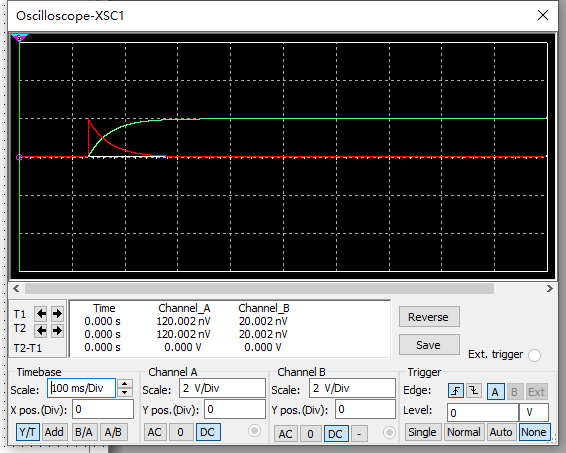 Oscilloscope-XSC1
T1
T2
T2-T1
Time Channel_A Channel_B
0.000 s 120.002 nV 20.002 nV
0.000 s 120.002 nV 20.002 nV
0.000 s 0.000 V 0.000 V
Reverse
Save
Ext. trigger
Timebase
Scale: 100 ms/Div
X pos.(Div): 0
Y/T Add B/A A/B
Channel A
Scale: 2 V/Div
Y pos.(Div): 0
AC 0 DC
Channel B
Scale: 2 V/Div
Y pos.(Div): 0
AC 0 DC -
Trigger
Edge: A B Ext
Level: 0 V
Single Normal Auto None